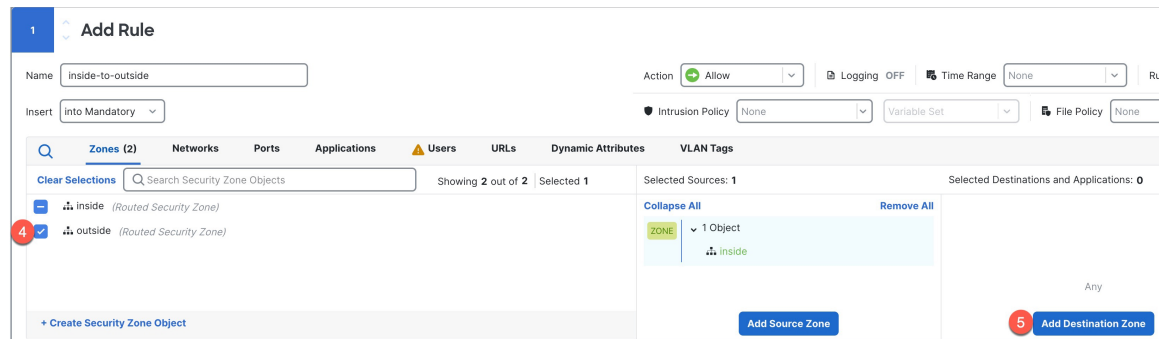 1 Add Rule
Name inside-to-outside Action Allow Logging OFF Time Range None Ru
Insert into Mandatory Intrusion Policy None Variable Set File Policy None
Zones (2) Networks Ports Applications Users URLs Dynamic Attributes VLAN Tags
Clear Selections Search Security Zone Objects Showing 2 out of 2 Selected 1 Selected Sources: 1 Selected Destinations and Applications: 0
inside (Routed Security Zone) Collapse All Remove All
4 outside (Routed Security Zone) ZONE 1 Object
inside
Any
+ Create Security Zone Object Add Source Zone 5 Add Destination Zone